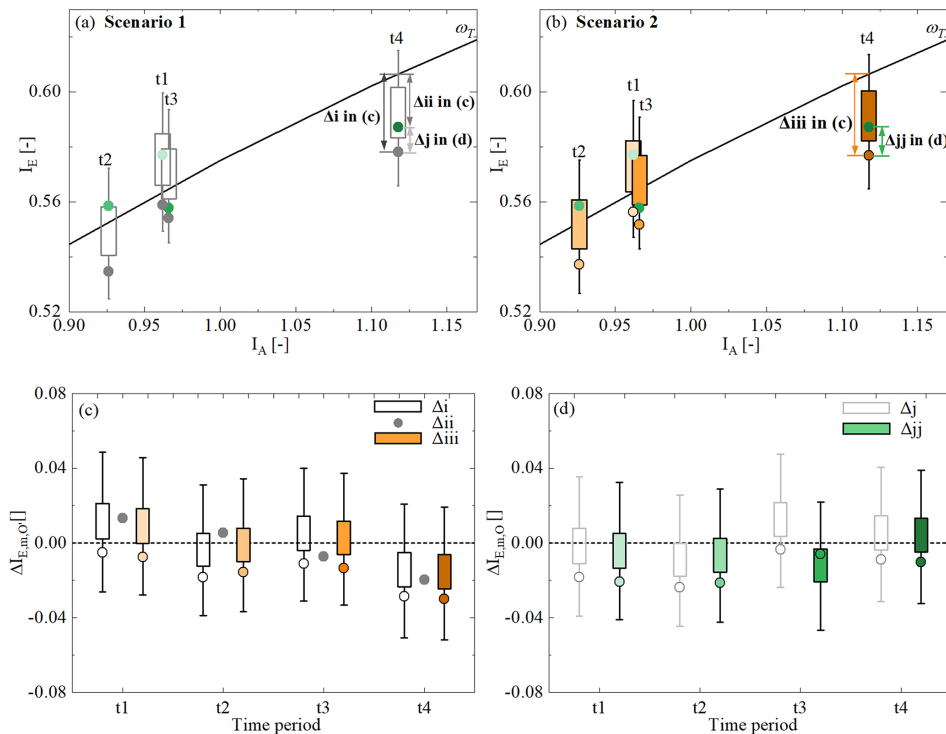 (a) Scenario 1
ω_T
t4
t1
t3
t2
Δi in (c)
Δii in (c)
Δj in (d)
I_E [-]
0.60
0.56
0.52
0.90 0.95 1.00 1.05 1.10 1.15
I_A [-]
(b) Scenario 2
ω_T
t4
t1
t3
t2
Δiii in (c)
Δjj in (d)
I_E [-]
0.60
0.56
0.52
0.90 0.95 1.00 1.05 1.10 1.15
I_A [-]
(c)
Δi
Δii
Δiii
ΔI_E,m,O' []
0.08
0.04
0.00
-0.04
-0.08
t1 t2 t3 t4
Time period
(d)
Δj
Δjj
ΔI_E,m,O []
0.08
0.04
0.00
-0.04
-0.08
t1 t2 t3 t4
Time period